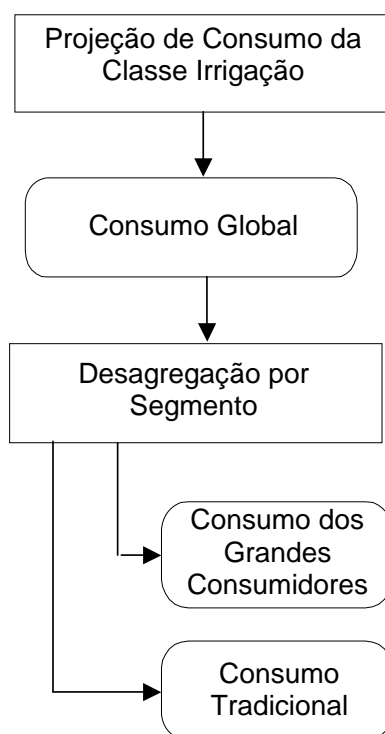 Projeção de Consumo da
Classe Irrigação
Consumo Global
Desagregação por
Segmento
Consumo dos
Grandes
Consumidores
Consumo
Tradicional